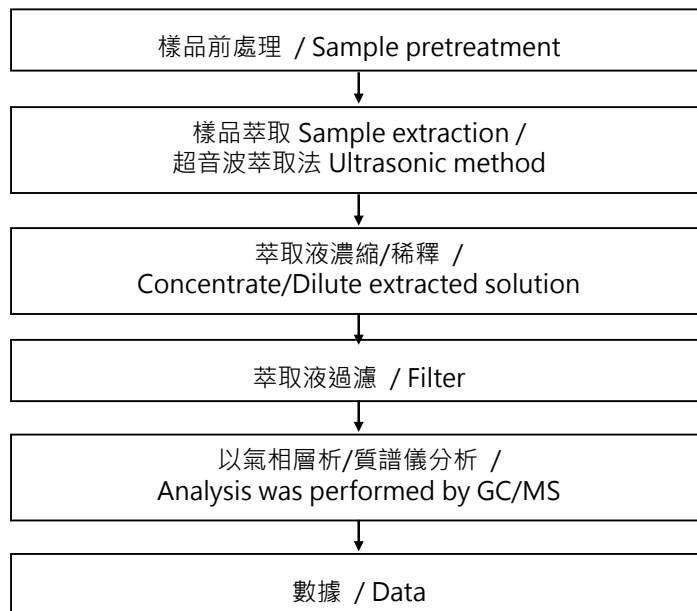 樣品前處理 / Sample pretreatment
樣品萃取 Sample extraction /
超音波萃取法 Ultrasonic method
萃取液濃縮/稀釋 /
Concentrate/Dilute extracted solution
萃取液過濾 / Filter
以氣相層析/質譜儀分析 /
Analysis was performed by GC/MS
數據 / Data